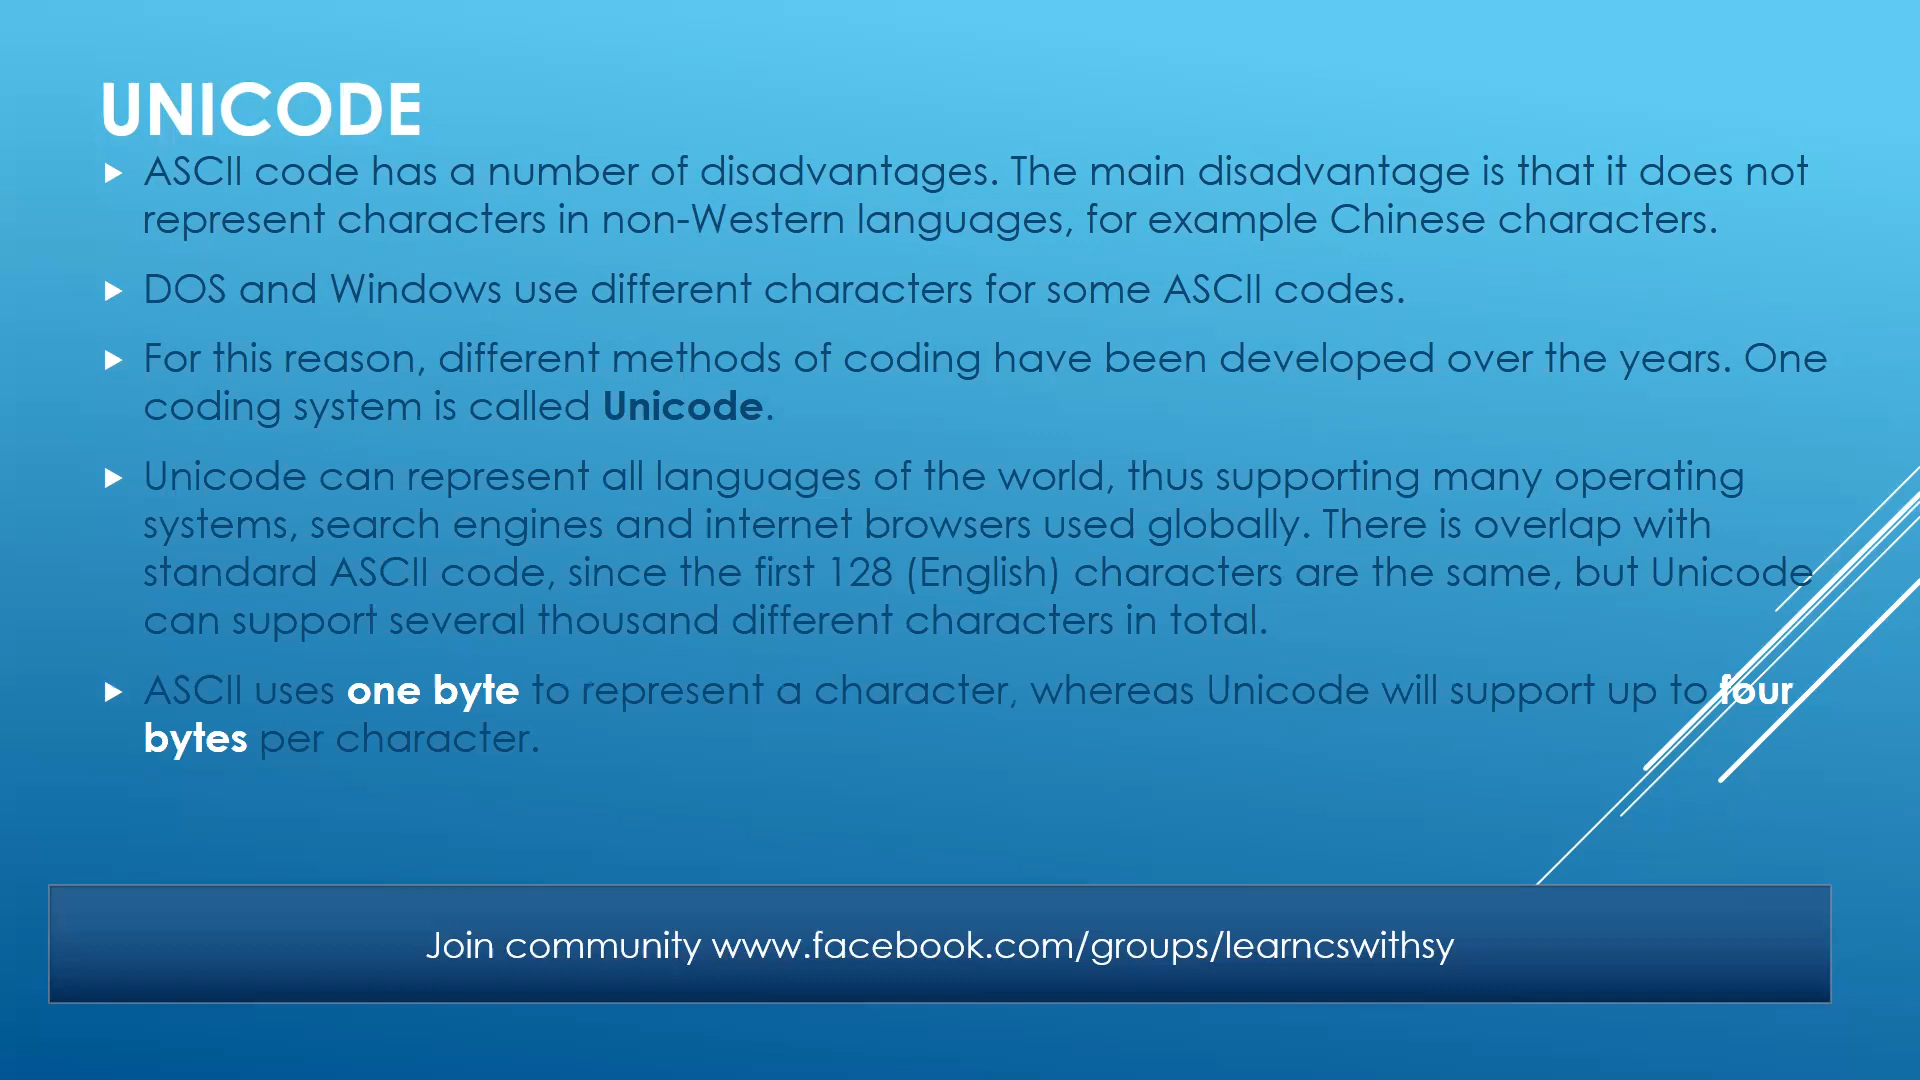 UNICODE
ASCII code has a number of disadvantages. The main disadvantage is that it does not
represent characters in non-Western languages, for example Chinese characters.
DOS and Windows use different characters for some ASCII codes.
For this reason, different methods of coding have been developed over the years. One
coding system is called Unicode.
Unicode can represent all languages of the world, thus supporting many operating
systems, search engines and internet browsers used globally. There is overlap with
standard ASCII code, since the first 128 (English) characters are the same, but Unicode
can support several thousand different characters in total.
ASCII uses one byte to represent a character, whereas Unicode will support up to four
bytes per character.
Join community www.facebook.com/groups/learncswithsy